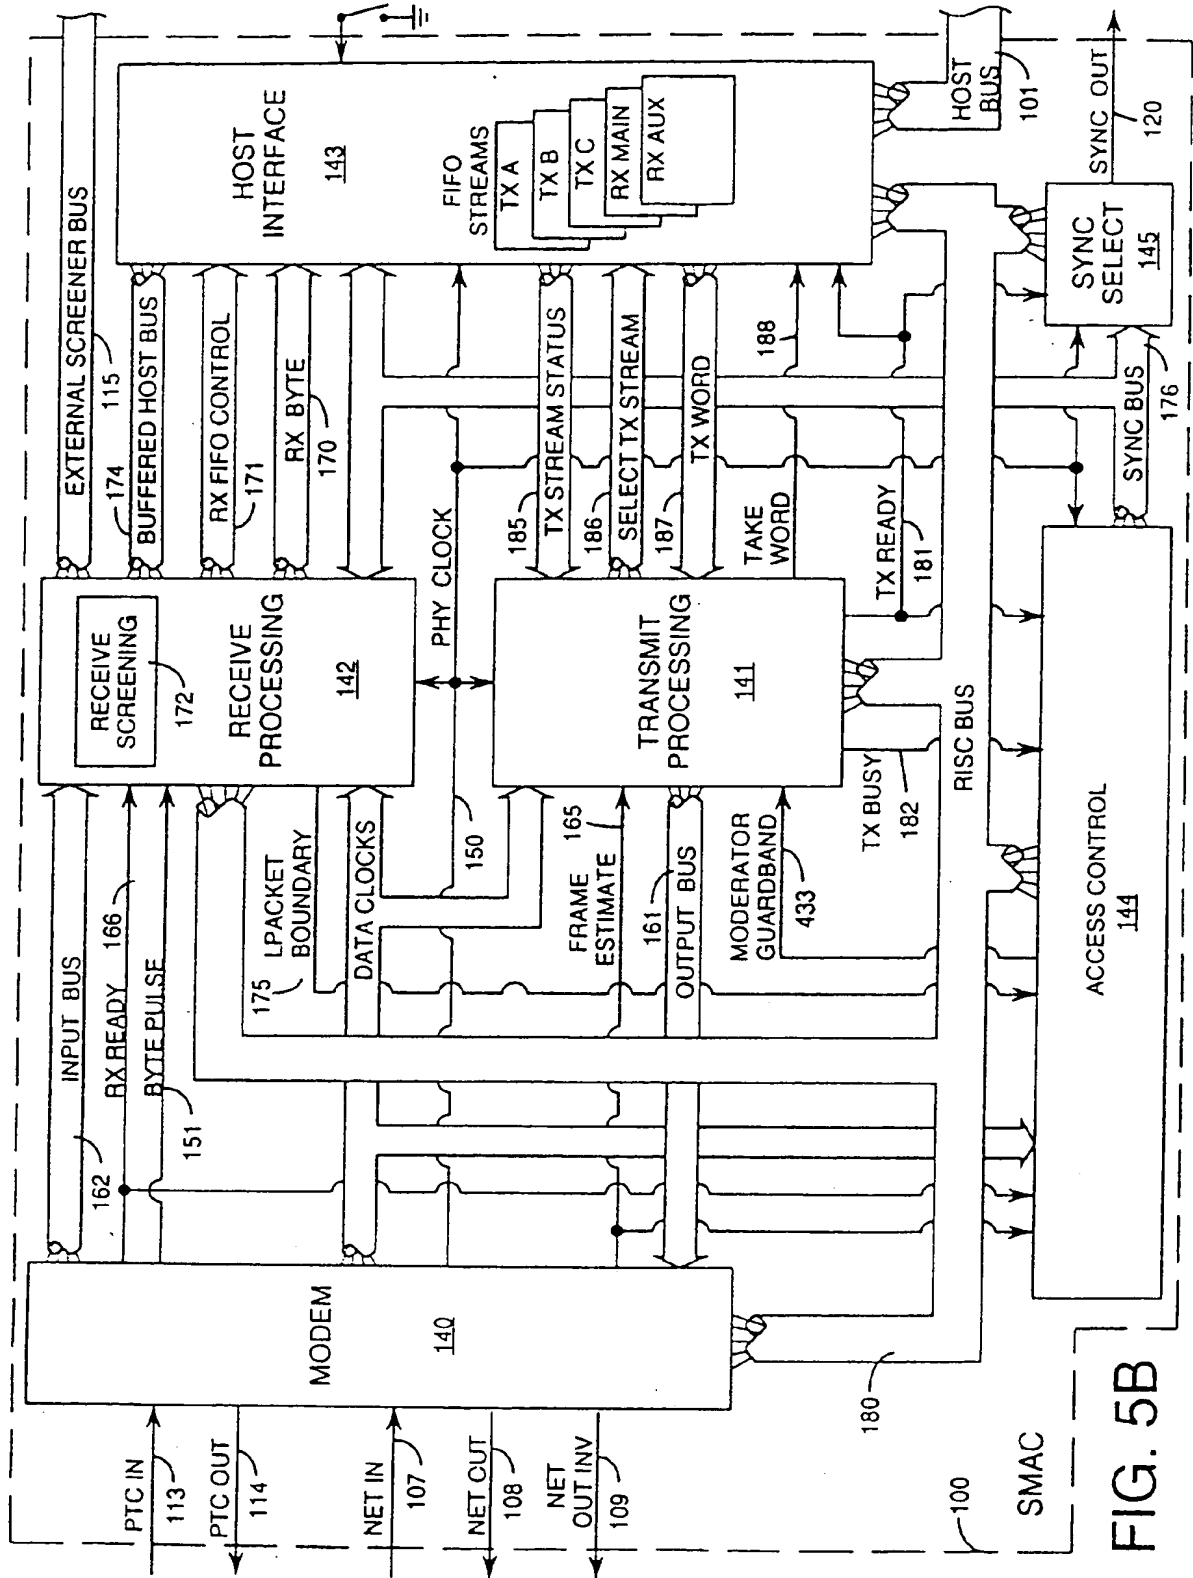 EXTERNAL SCREENER BUS
115
174
BUFFERED HOST BUS
RX FIFO CONTROL
171
RX BYTE
170
HOST
INTERFACE
143
FIFO
STREAMS
TX A
TX B
TX C
RX MAIN
RX AUX
HOST
BUS
101
SYNC OUT
120
SYNC
SELECT
145
SYNC BUS
176
RECEIVE
SCREENING
172
RECEIVE
PROCESSING
142
PHY CLOCK
150
185
TX STREAM STATUS
186
SELECT TX STREAM
187
TX WORD
188
TAKE
WORD
TX READY
181
TRANSMIT
PROCESSING
141
TX BUSY
182
RISC BUS
INPUT BUS
162
RX READY
166
BYTE PULSE
151
LPACKET
BOUNDARY
175
DATA CLOCKS
FRAME
ESTIMATE
165
161
OUTPUT BUS
MODERATOR
GUARDBAND
433
ACCESS CONTROL
144
MODEM
140
PTC IN
113
PTC OUT
114
NET IN
107
NET OUT
108
NET
OUT INV
109
180
100
SMAC
FIG. 5B